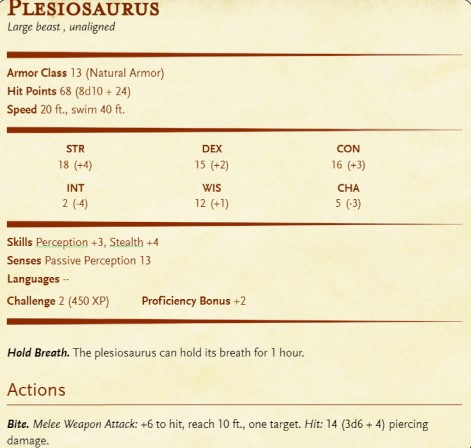 PLESIOSAURUS
Large beast , unaligned
Armor Class 13 (Natural Armor)
Hit Points 68 (8d10 + 24)
Speed 20 ft., swim 40 ft.
STR DEX CON
18 (+4) 15 (+2) 16 (+3)
INT WIS CHA
2 (-4) 12 (+1) 5 (-3)
Skills Perception +3, Stealth +4
Senses Passive Perception 13
Languages --
Challenge 2 (450 XP) Proficiency Bonus +2
Hold Breath. The plesiosaurus can hold its breath for 1 hour.
Actions
Bite. Melee Weapon Attack: +6 to hit, reach 10 ft., one target. Hit: 14 (3d6 + 4) piercing
damage.